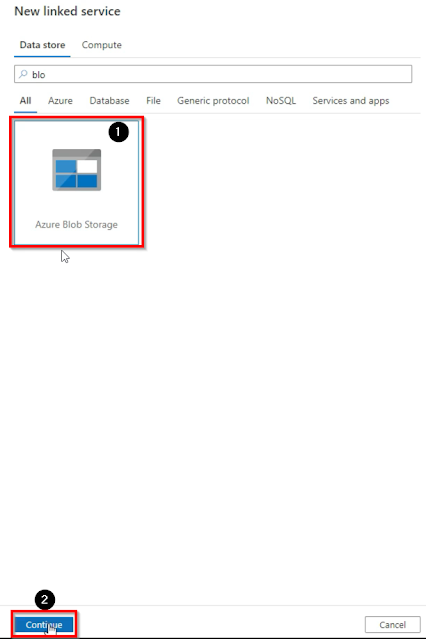 New linked service
Data store Compute
blo
All Azure Database File Generic protocol NoSQL Services and apps
1
Azure Blob Storage
2
Continue Cancel